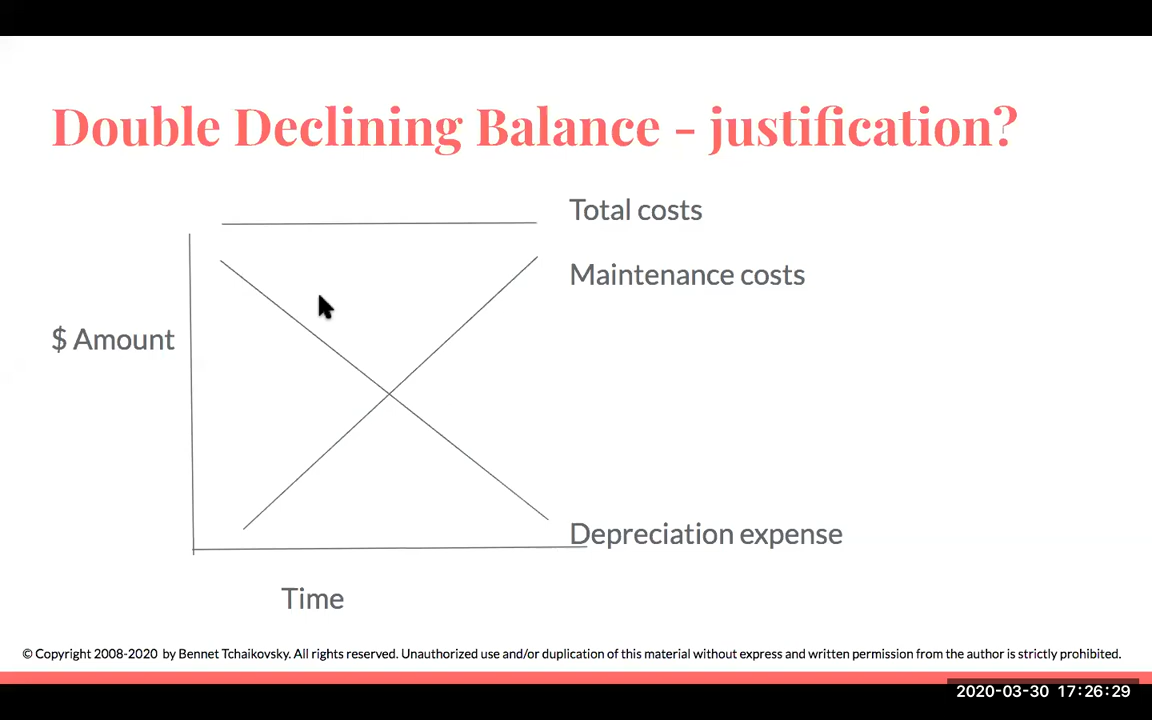 Double Declining Balance - justification?
Total costs
Maintenance costs
$ Amount
Depreciation expense
Time
© Copyright 2008-2020 by Bennet Tchaikovsky. All rights reserved. Unauthorized use and/or duplication of this material without express and written permission from the author is strictly prohibited.
2020-03-30 17:26:29